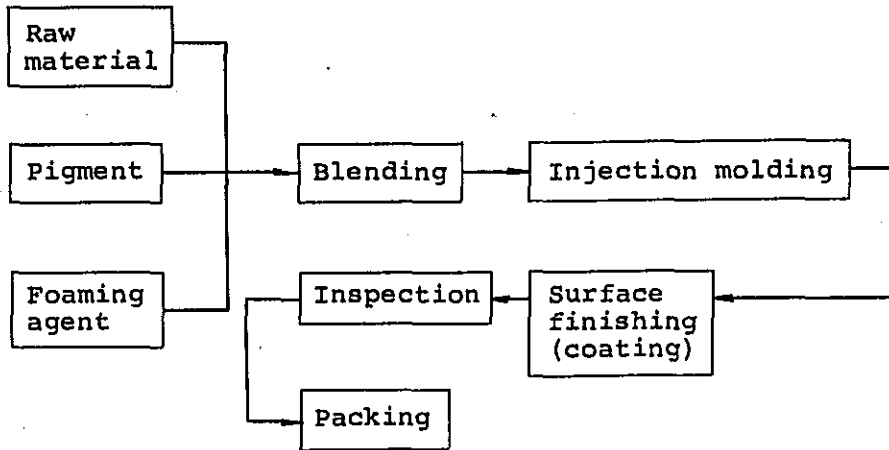 Raw
material
Pigment
Blending
Injection molding
Foaming
agent
Inspection
Surface
finishing
(coating)
Packing